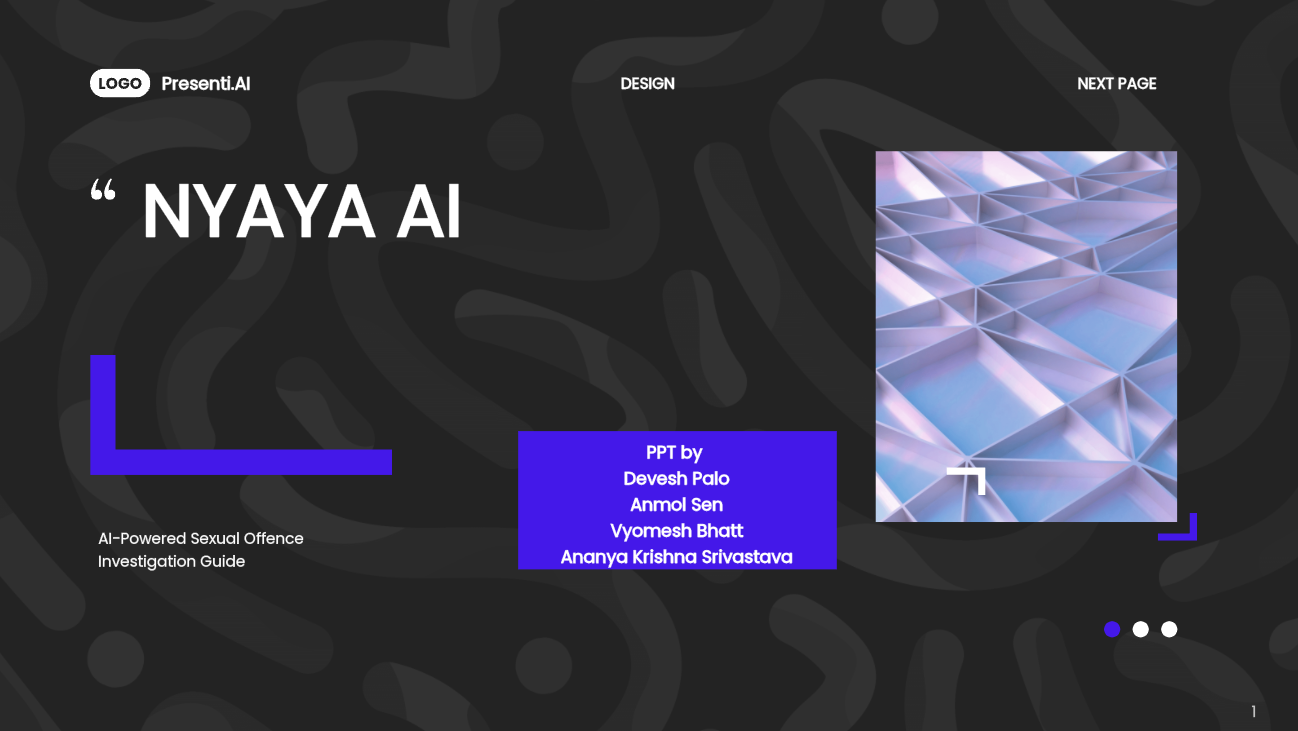 LOGO Presenti.AI
DESIGN
NEXT PAGE
“ NYAYA AI
PPT by
Devesh Palo
Anmol Sen
Vyomesh Bhatt
Ananya Krishna Srivastava
AI-Powered Sexual Offence
Investigation Guide
1